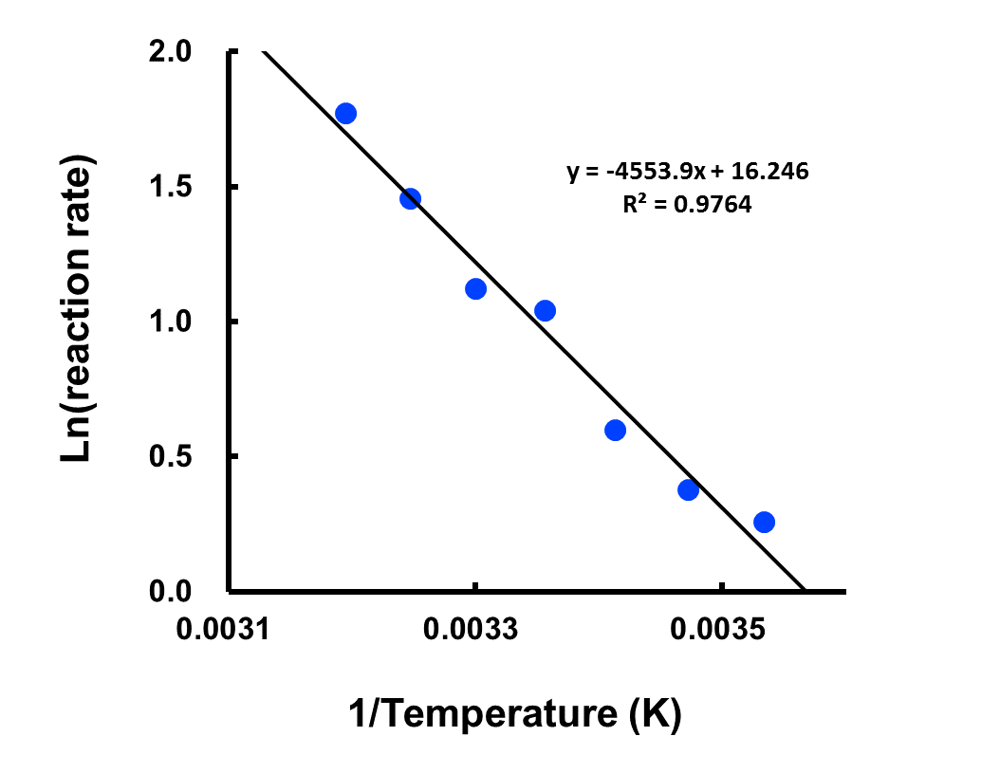 2.0
1.5
1.0
0.5
0.0
Ln(reaction rate)
y = -4553.9x + 16.246
R² = 0.9764
0.0031 0.0033 0.0035
1/Temperature (K)